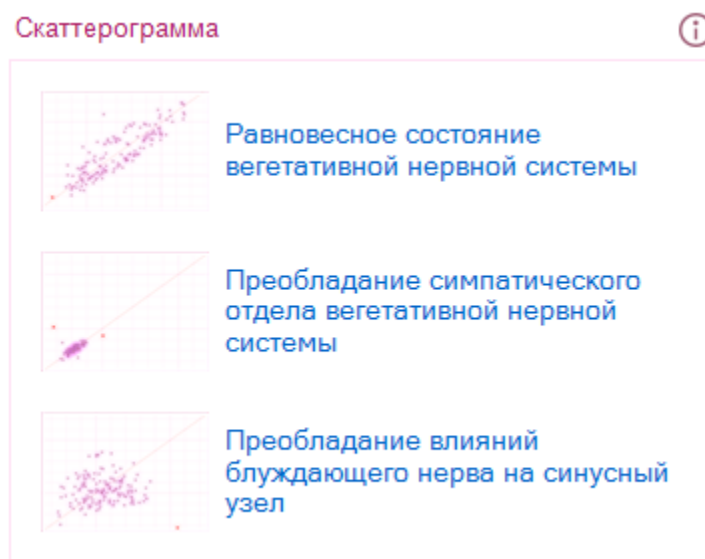 Скаттерограмма
Равновесное состояние
вегетативной нервной системы
Преобладание симпатического
отдела вегетативной нервной
системы
Преобладание влияний
блуждающего нерва на синусный
узел